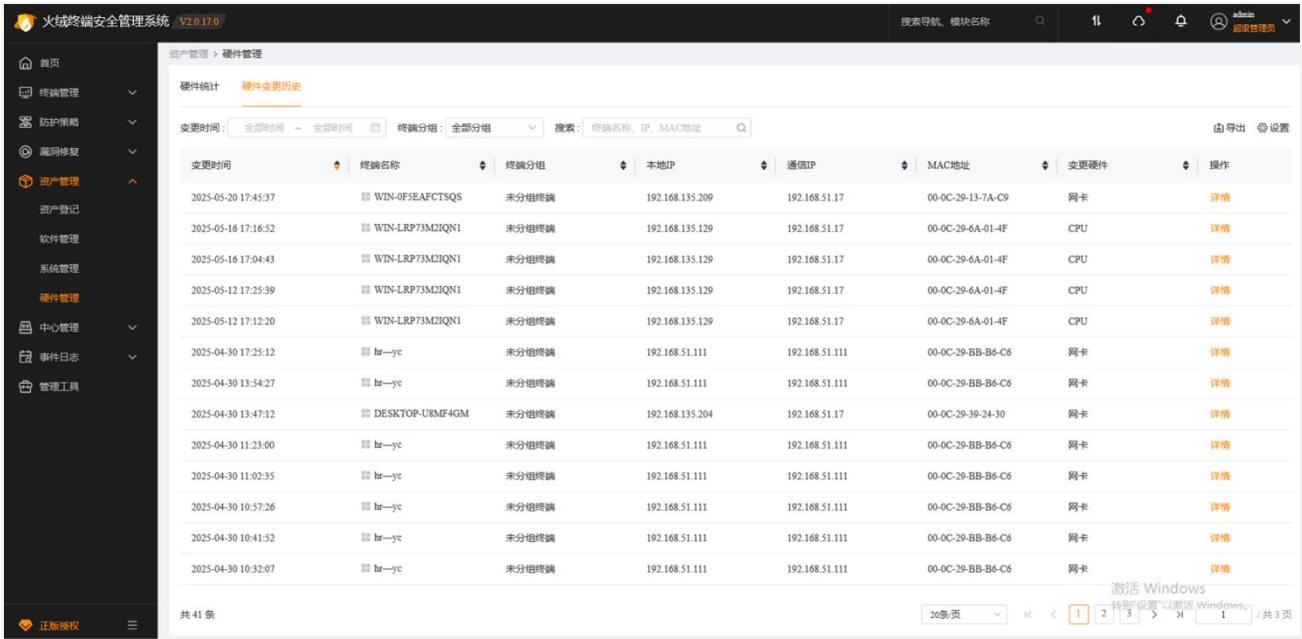 火绒终端安全管理系统 V2.0.17.0 搜索导航、模块名称 admin 超级管理员
首页
终端管理
防护策略
漏洞修复
资产管理
资产登记
软件管理
系统管理
硬件管理
中心管理
事件日志
管理工具
正版授权
资产管理 > 硬件管理
硬件统计 硬件变更历史
变更时间: 全部时间 ~ 全部时间 终端分组: 全部分组 搜索: 终端名称、IP、MAC地址 导出 设置
变更时间 终端名称 终端分组 本地IP 通信IP MAC地址 变更硬件 操作
2025-05-20 17:45:37 WIN-0F5EAFCTSQS 未分组终端 192.168.135.209 192.168.51.17 00-0C-29-13-7A-C9 网卡 详情
2025-05-16 17:16:52 WIN-LRP73M2IQN1 未分组终端 192.168.135.129 192.168.51.17 00-0C-29-6A-01-4F CPU 详情
2025-05-16 17:04:43 WIN-LRP73M2IQN1 未分组终端 192.168.135.129 192.168.51.17 00-0C-29-6A-01-4F CPU 详情
2025-05-12 17:25:39 WIN-LRP73M2IQN1 未分组终端 192.168.135.129 192.168.51.17 00-0C-29-6A-01-4F CPU 详情
2025-05-12 17:12:20 WIN-LRP73M2IQN1 未分组终端 192.168.135.129 192.168.51.17 00-0C-29-6A-01-4F CPU 详情
2025-04-30 17:25:12 hr—yc 未分组终端 192.168.51.111 192.168.51.111 00-0C-29-BB-B6-C6 网卡 详情
2025-04-30 13:54:27 hr—yc 未分组终端 192.168.51.111 192.168.51.111 00-0C-29-BB-B6-C6 网卡 详情
2025-04-30 13:47:12 DESKTOP-U8MF4GM 未分组终端 192.168.135.204 192.168.51.17 00-0C-29-39-24-30 网卡 详情
2025-04-30 11:23:00 hr—yc 未分组终端 192.168.51.111 192.168.51.111 00-0C-29-BB-B6-C6 网卡 详情
2025-04-30 11:02:35 hr—yc 未分组终端 192.168.51.111 192.168.51.111 00-0C-29-BB-B6-C6 网卡 详情
2025-04-30 10:57:26 hr—yc 未分组终端 192.168.51.111 192.168.51.111 00-0C-29-BB-B6-C6 网卡 详情
2025-04-30 10:41:52 hr—yc 未分组终端 192.168.51.111 192.168.51.111 00-0C-29-BB-B6-C6 网卡 详情
2025-04-30 10:32:07 hr—yc 未分组终端 192.168.51.111 192.168.51.111 00-0C-29-BB-B6-C6 网卡 详情
激活 Windows
转到"设置"以激活 Windows。
共 41 条 20条/页 1 2 3 1 / 共 3 页